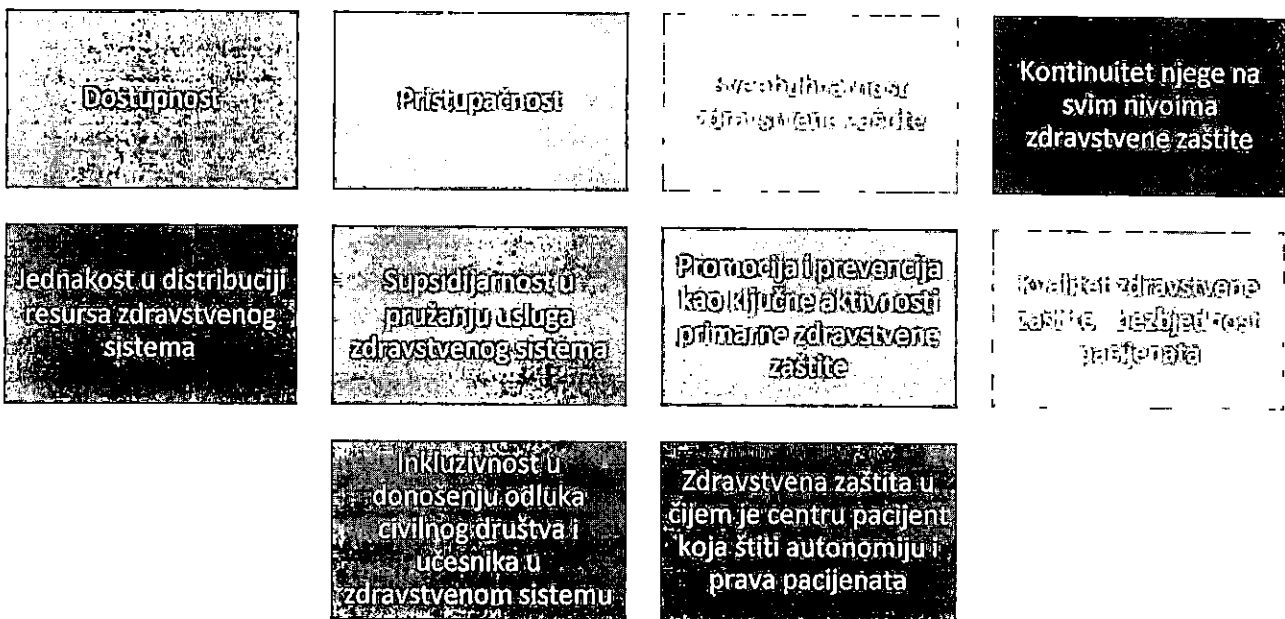 Dostupnost
Pristupačnost
zdravstvene zaštite
Kontinuitet njege na
svim nivoima
zdravstvene zaštite
Jednakost u distribuciji
resursa zdravstvenog
sistema
Supsidijarnost u
pružanju usluga
zdravstvenog sistema
Promocija i prevencija
kao ključne aktivnosti
primarne zdravstvene
zaštite
Kvalitet zdravstvene
zaštite bezbjednost
pacijenata
Inkluzivnost u
donošenju odluka
civilnog društva i
učesnika u
zdravstvenom sistemu
Zdravstvena zaštita u
čijem je centru pacijent
koja štiti autonomiju i
prava pacijenata